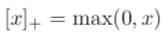 [x]₊ = max(0, x)